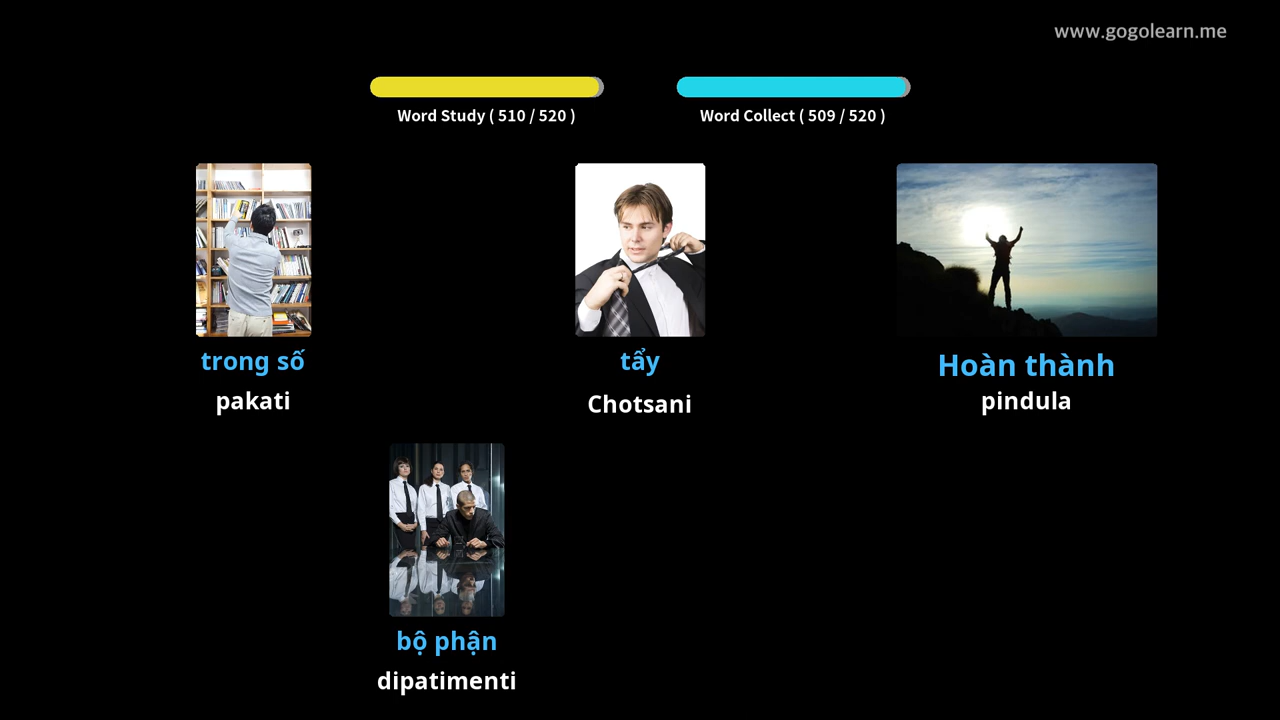 www.gogolearn.me
Word Study ( 510 / 520 )
Word Collect ( 509 / 520 )
trong số
pakati
tẩy
Chotsani
Hoàn thành
pindula
bộ phận
dipatimenti